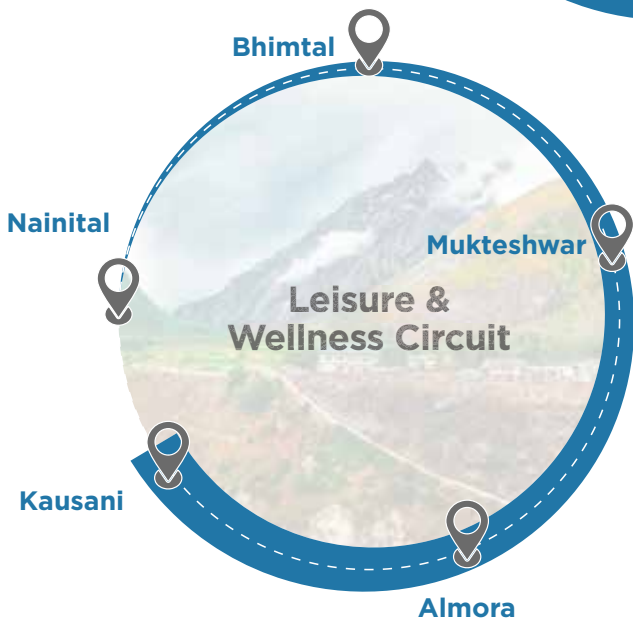 Bhimtal
Nainital
Mukteshwar
Leisure &
Wellness Circuit
Kausani
Almora